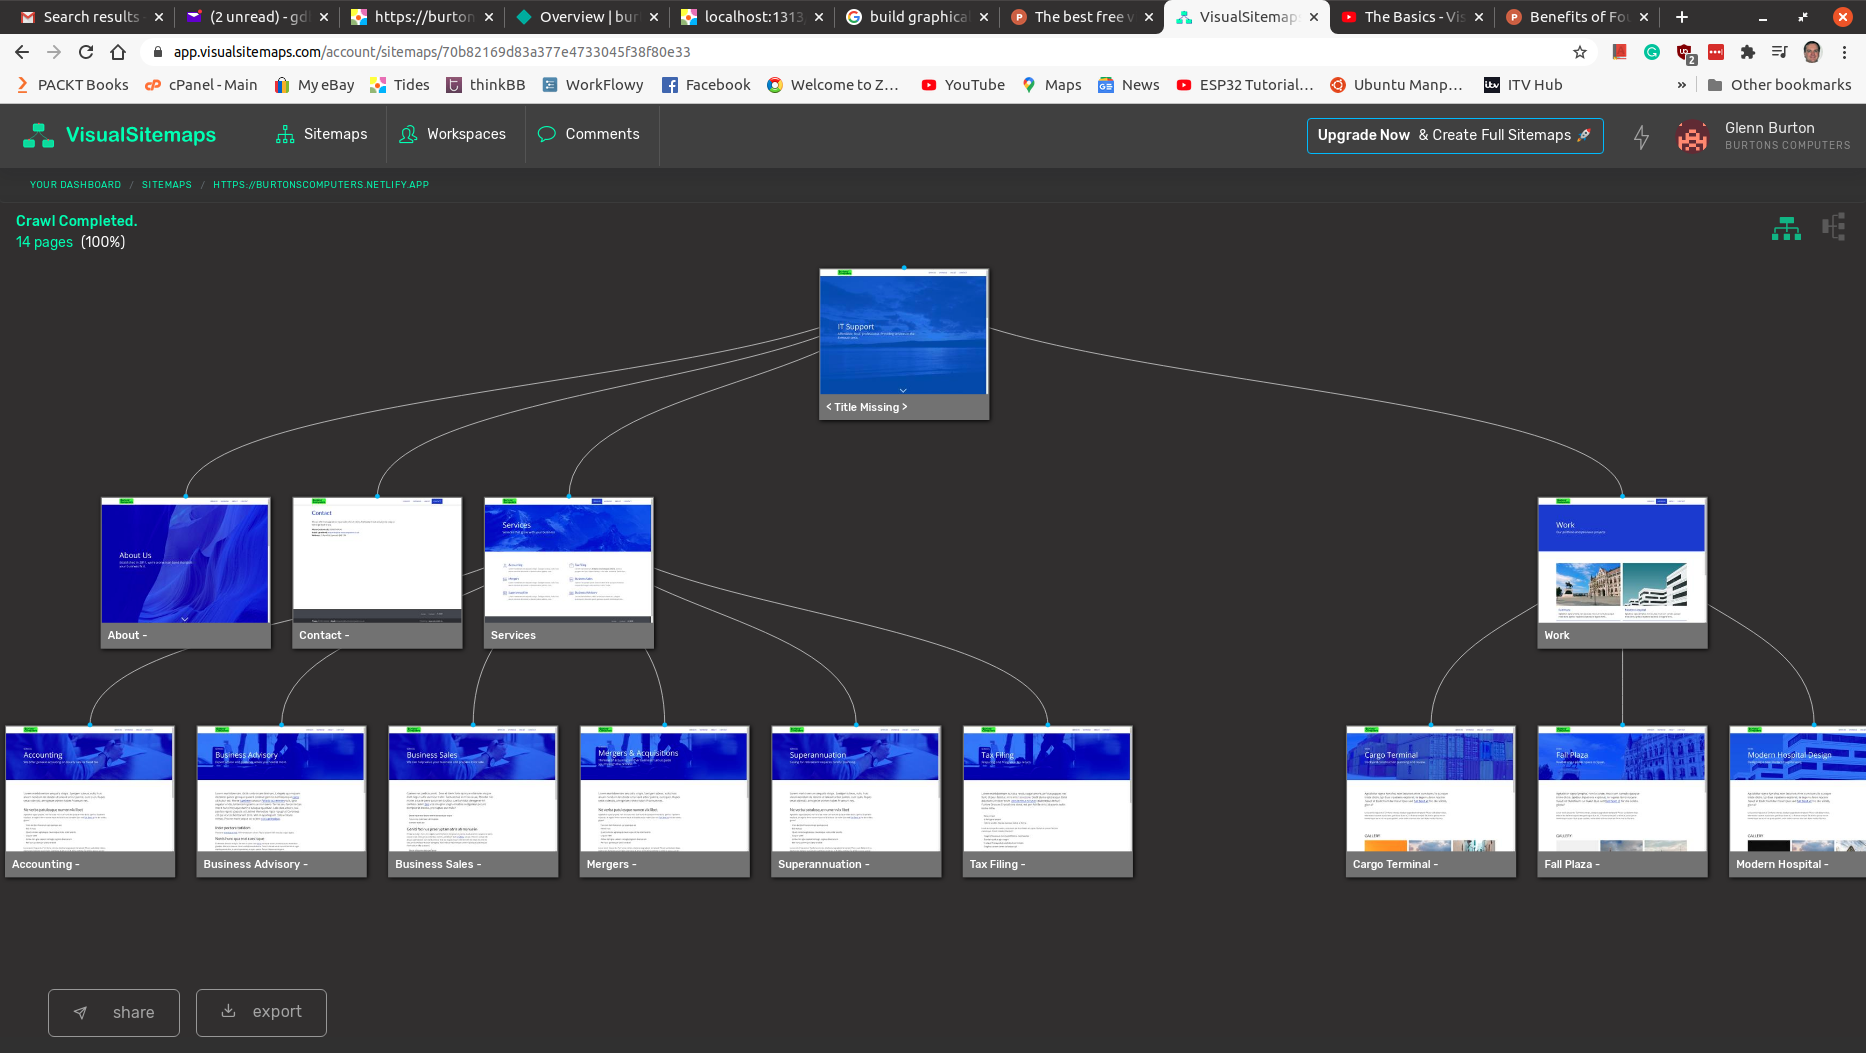 Search results
(2 unread) - gd
https://burton
Overview | bur
localhost:1313
build graphical
The best free v
VisualSitemaps
The Basics - Vis
Benefits of Fou
app.visualsitemaps.com/account/sitemaps/70b82169d83a377e4733045f38f80e33
2
PACKT Books
cPanel - Main
My eBay
Tides
thinkBB
WorkFlowy
Facebook
Welcome to Z...
YouTube
Maps
News
ESP32 Tutorial...
Ubuntu Manp...
ITV Hub
»
Other bookmarks
VisualSitemaps
Sitemaps
Workspaces
Comments
Upgrade Now & Create Full Sitemaps
Glenn Burton
BURTONS COMPUTERS
YOUR DASHBOARD / SITEMAPS / HTTPS://BURTONSCOMPUTERS.NETLIFY.APP
Crawl Completed.
14 pages (100%)
IT Support
< Title Missing >
About Us
About -
Contact
Contact -
Services
Services
Work
Work
Accounting
Accounting -
Business Advisory
Business Advisory -
Business Sales
Business Sales -
Mergers & Acquisitions
Mergers -
Superannuation
Superannuation -
Tax Filing
Tax Filing -
Cargo Terminal
GALLERY
Cargo Terminal -
Fall Plaza
GALLERY
Fall Plaza -
Modern Hospital Design
GALLERY
Modern Hospital -
share
export